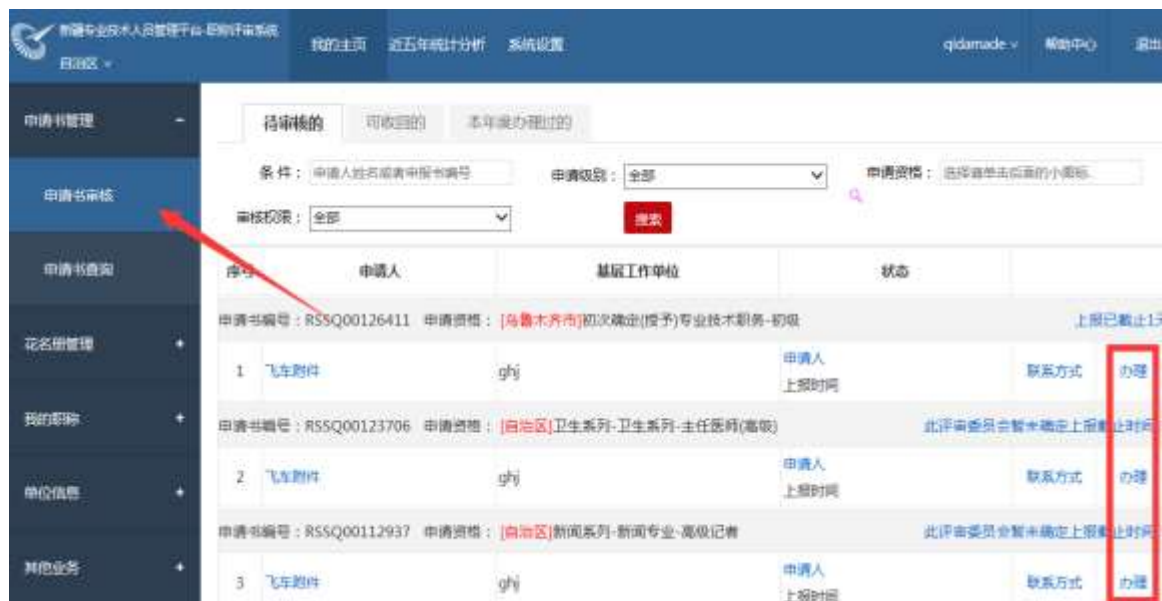 新疆专业技术人员管理平台-职称评审系统
自治区
我的主页 近五年统计分析 系统设置 qidamade 帮助中心 退出
申请书管理 -
申请书审核
申请书查询
花名册管理 +
我的职称 +
单位信息 +
其他业务 +
待审核的 可收回的 本年度办理过的
条件： 申请人姓名或者申报书编号 申请级别： 全部 申请资格： 选择请单击后面的小图标.
审核权限： 全部 搜索
序号 申请人 基层工作单位 状态
申请书编号：RSSQ00126411 申请资格： [乌鲁木齐市]初次确定(授予)专业技术职务-初级 上报已截止1天
1 飞车附件 ghj 申请人 上报时间 联系方式 办理
申请书编号：RSSQ00123706 申请资格： [自治区]卫生系列-卫生系列-主任医师(高级) 此评审委员会暂未确定上报截止时间
2 飞车附件 ghj 申请人 上报时间 联系方式 办理
申请书编号：RSSQ00112937 申请资格： [自治区]新闻系列-新闻专业-高级记者 此评审委员会暂未确定上报截止时间
3 飞车附件 ghj 申请人 上报时间 联系方式 办理